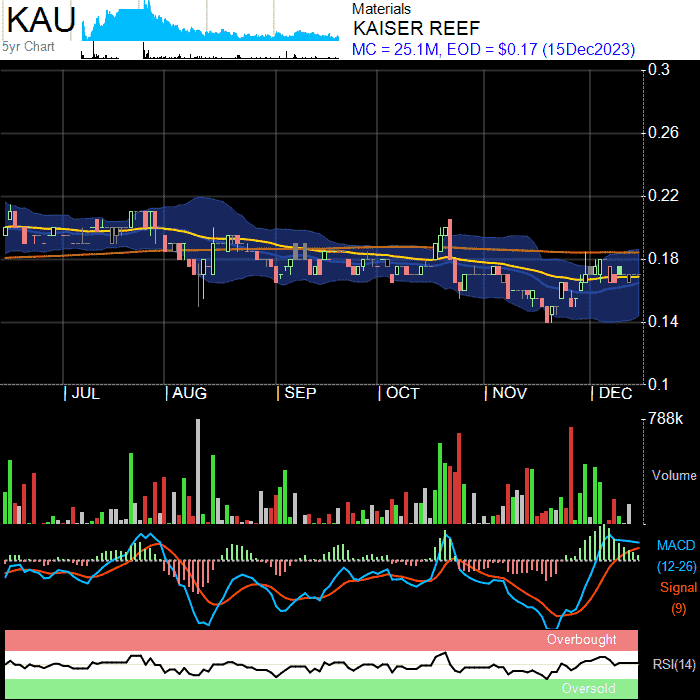 KAU
5yr Chart
Materials
KAISER REEF
MC = 25.1M, EOD = $0.17 (15Dec2023)
0.3
0.26
0.22
0.18
0.14
0.1
JUL
AUG
SEP
OCT
NOV
DEC
788k
Volume
MACD
(12-26)
Signal
(9)
Overbought
RSI(14)
Oversold